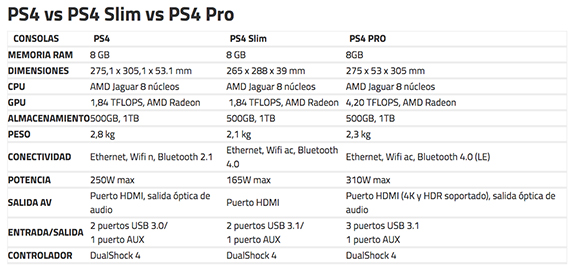 PS4 vs PS4 Slim vs PS4 Pro
CONSOLAS PS4 PS4 Slim PS4 PRO
MEMORIA RAM 8 GB 8 GB 8GB
DIMENSIONES 275,1 x 305,1 x 53.1 mm 265 x 288 x 39 mm 275 x 53 x 305 mm
CPU AMD Jaguar 8 núcleos AMD Jaguar 8 núcleos AMD Jaguar 8 núcleos
GPU 1,84 TFLOPS, AMD Radeon 1,84 TFLOPS, AMD Radeon 4,20 TFLOPS, AMD Radeon
ALMACENAMIENTO 500GB, 1TB 500GB, 1TB 500GB, 1TB
PESO 2,8 kg 2,1 kg 2,3 kg
CONECTIVIDAD Ethernet, Wifi n, Bluetooth 2.1 Ethernet, Wifi ac, Bluetooth 4.0 Ethernet, Wifi ac, Bluetooth 4.0 (LE)
POTENCIA 250W max 165W max 310W max
SALIDA AV Puerto HDMI, salida óptica de audio Puerto HDMI Puerto HDMI (4K y HDR soportado), salida óptica de audio
ENTRADA/SALIDA 2 puertos USB 3.0/ 1 puerto AUX 2 puertos USB 3.1/ 1 puerto AUX 3 puertos USB 3.1 1 puerto AUX
CONTROLADOR DualShock 4 DualShock 4 DualShock 4